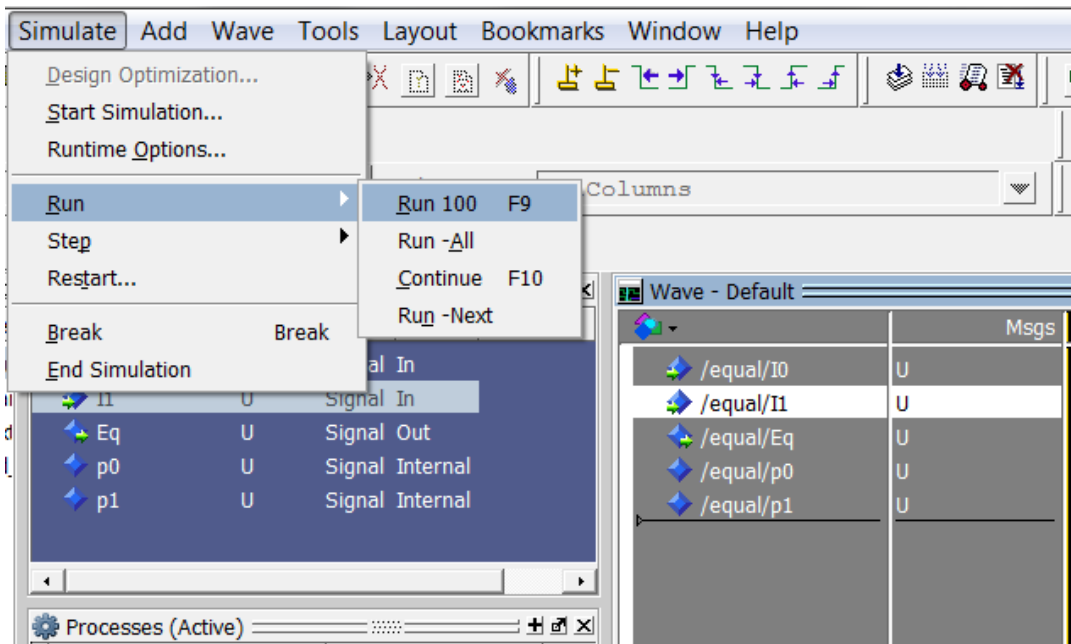 Simulate Add Wave Tools Layout Bookmarks Window Help
Design Optimization...
Start Simulation...
Runtime Options...
Run
Step
Restart...
Break Break
End Simulation
Run 100 F9
Run -All
Continue F10
Run -Next
Columns
al In
I1 U Signal In
Eq U Signal Out
p0 U Signal Internal
p1 U Signal Internal
Processes (Active)
Wave - Default
Msgs
/equal/I0 U
/equal/I1 U
/equal/Eq U
/equal/p0 U
/equal/p1 U